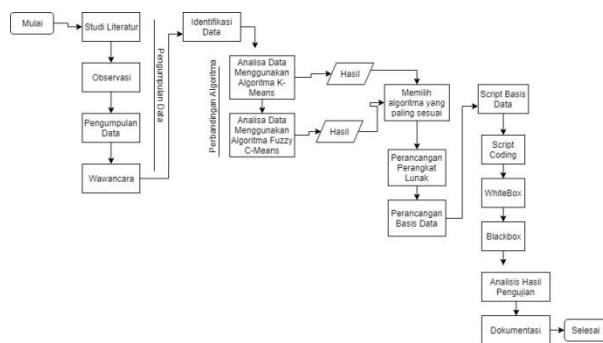 Mulai
Studi Literatur
Observasi
Pengumpulan
Data
Wawancara
Pengumpulan Data
Identifikasi
Data
Perbandingan Algoritma
Analisa Data
Menggunakan
Algoritma K-
Means
Hasil
Analisa Data
Menggunakan
Algoritma Fuzzy
C-Means
Hasil
Memilih
algoritma yang
paling sesuai
Perancangan
Perangkat
Lunak
Perancangan
Basis Data
Script Basis
Data
Script
Coding
WhiteBox
Blackbox
Analisis Hasil
Pengujian
Dokumentasi
Selesai